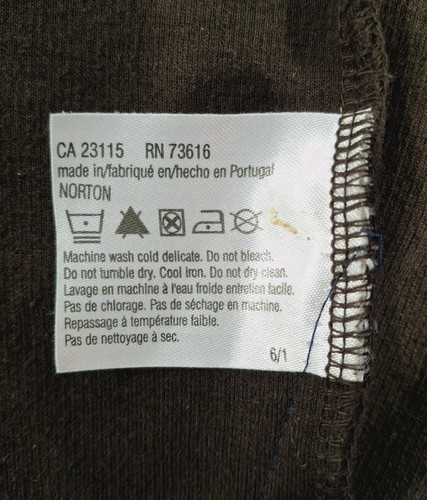 CA 23115 RN 73616
made in/fabriqué en/hecho en Portugal
NORTON
Machine wash cold delicate. Do not bleach.
Do not tumble dry. Cool iron. Do not dry clean.
Lavage en machine à l'eau froide entretien facile.
Pas de chlorage. Pas de séchage en machine.
Repassage à température faible.
Pas de nettoyage à sec.
6/1